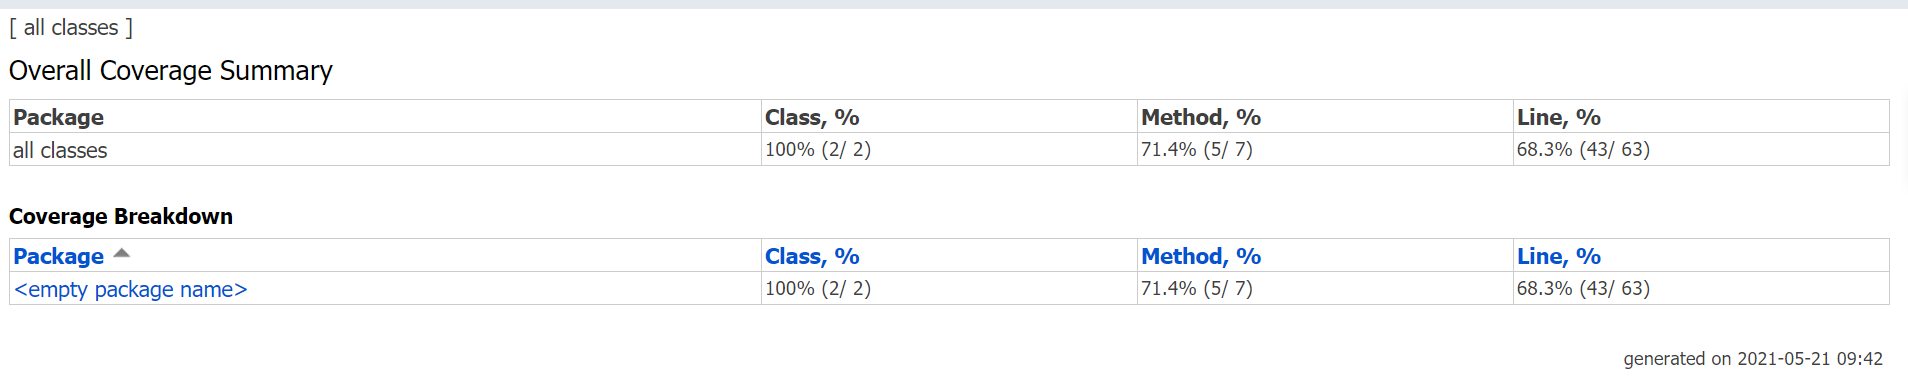 [ all classes ]
Overall Coverage Summary
Package Class, % Method, % Line, %
all classes 100% (2/ 2) 71.4% (5/ 7) 68.3% (43/ 63)
Coverage Breakdown
Package Class, % Method, % Line, %
<empty package name> 100% (2/ 2) 71.4% (5/ 7) 68.3% (43/ 63)
generated on 2021-05-21 09:42